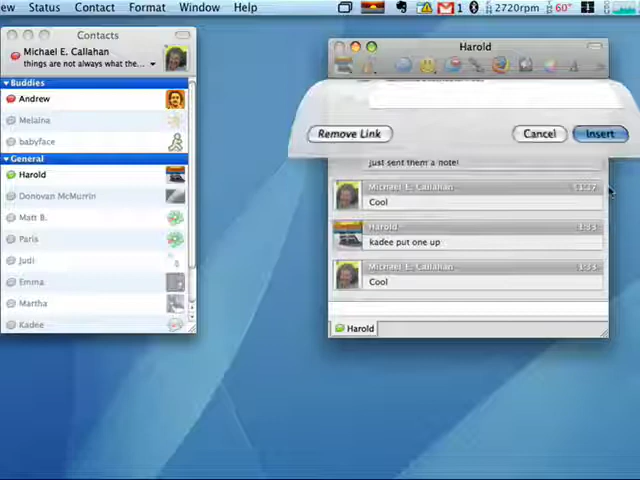 ew Status Contact Format Window Help 1 2720rpm 60°
Contacts
Michael E. Callahan
things are not always what the...
Buddies
Andrew
Melaina
babyface
General
Harold
Donovan McMurrin
Matt B.
Paris
Judi
Emma
Martha
Kadee
Harold
Remove Link
Cancel
Insert
just sent them a note!
Michael E. Callahan
Cool
Harold
kadee put one up
Michael E. Callahan
Cool
Harold